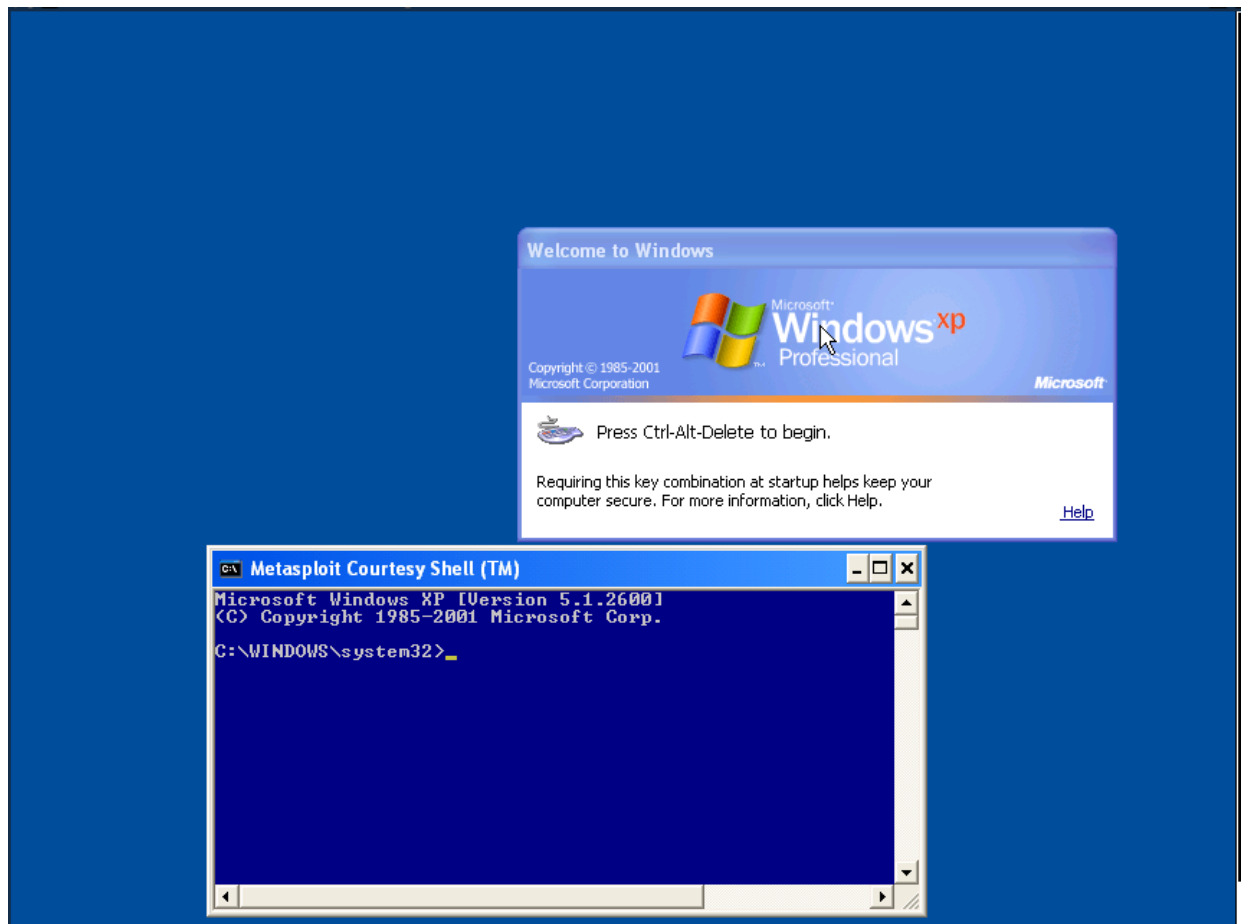 Welcome to Windows
Microsoft®
Windows xp
Professional
TM
Copyright © 1985-2001
Microsoft Corporation
Microsoft®
Press Ctrl-Alt-Delete to begin.
Requiring this key combination at startup helps keep your
computer secure. For more information, click Help.
Help
C:\ Metasploit Courtesy Shell (TM)
Microsoft Windows XP [Version 5.1.2600]
(C) Copyright 1985-2001 Microsoft Corp.
C:\WINDOWS\system32>_